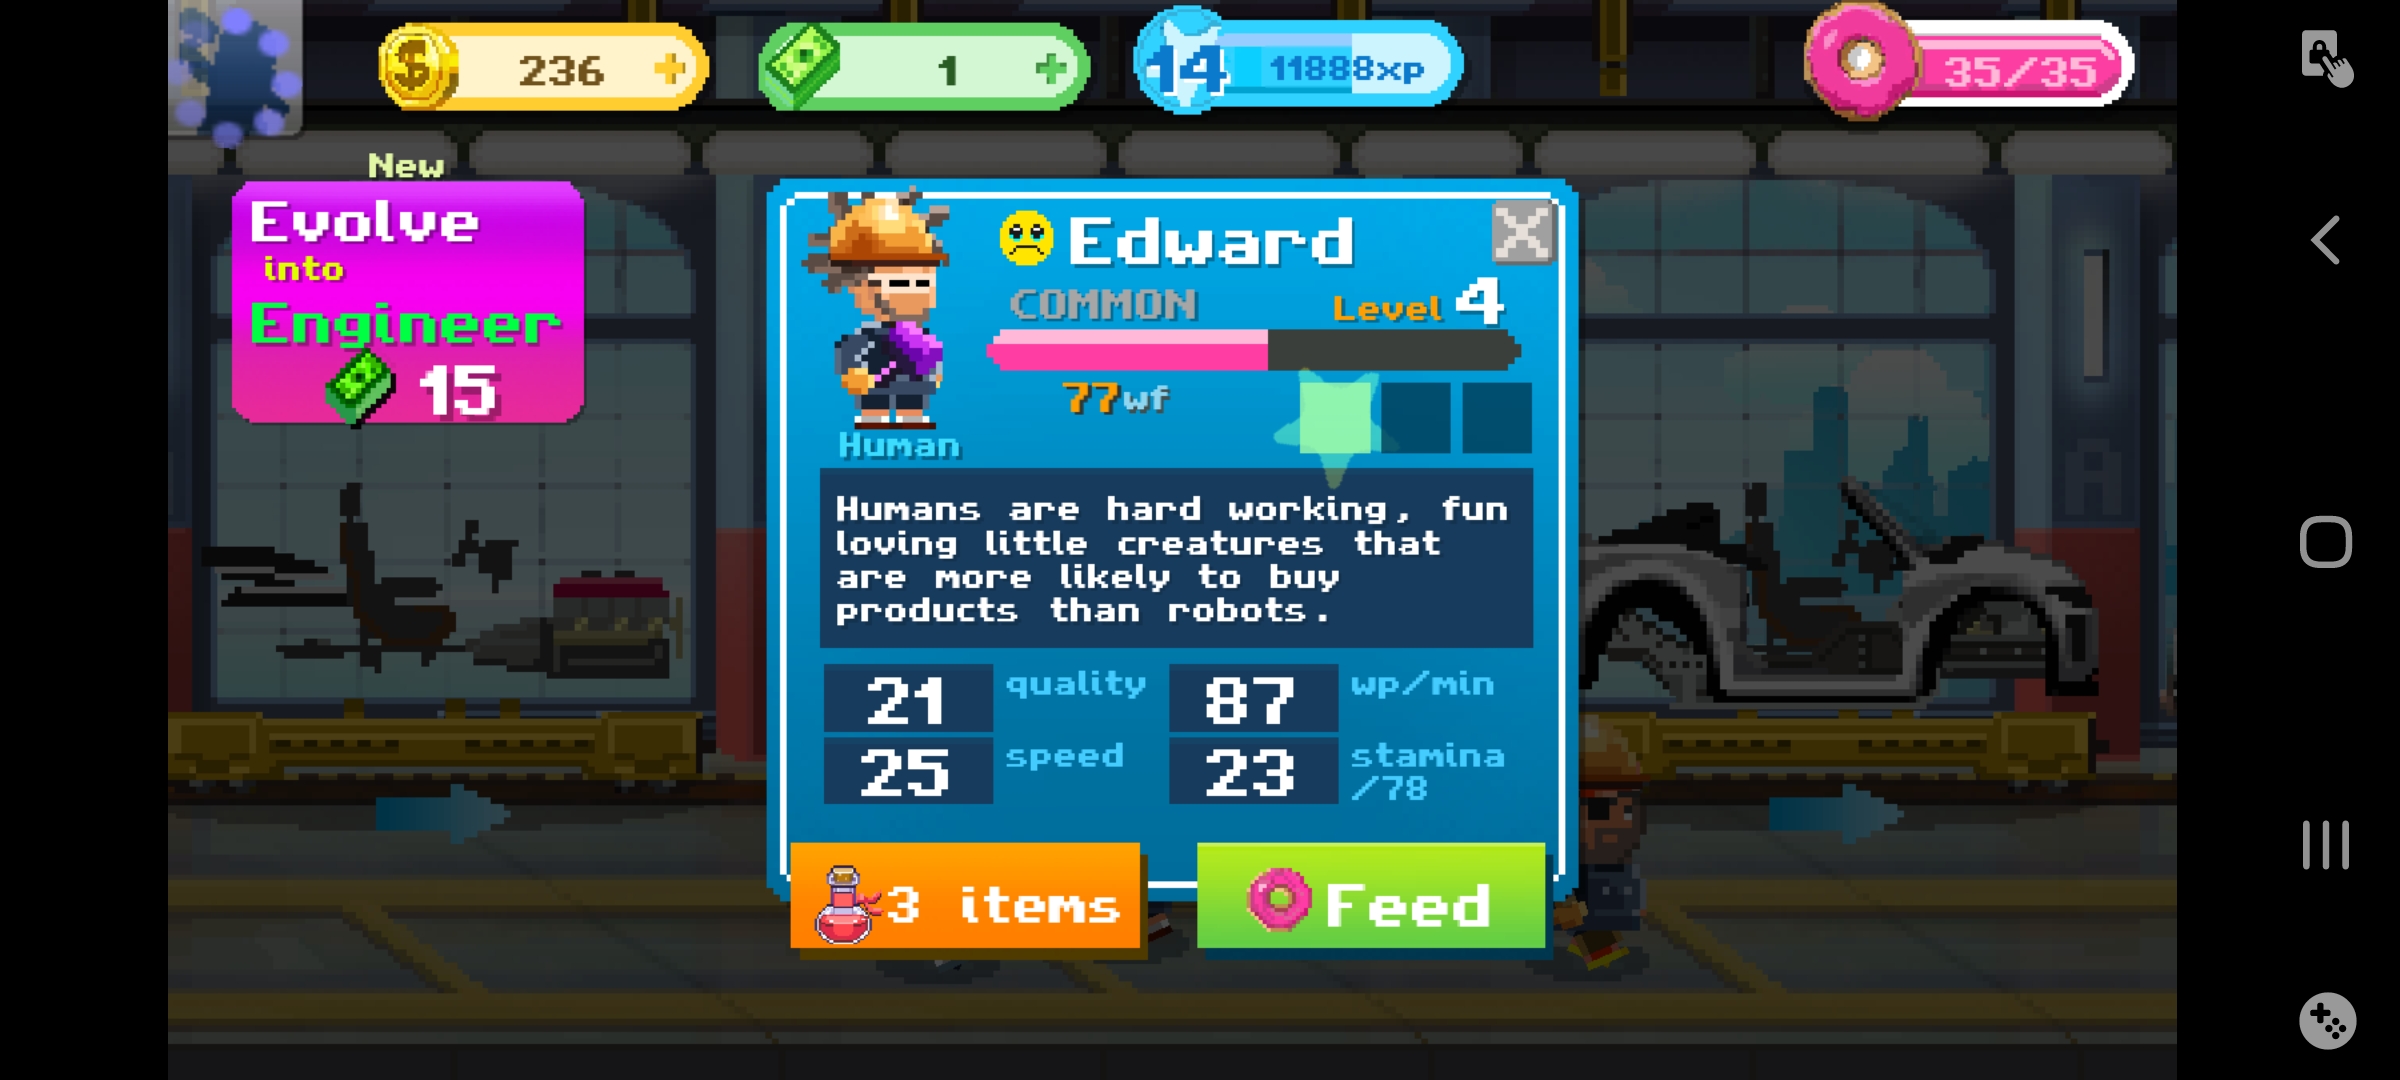 236
1
14
11888xp
35/35
New
Evolve
into
Engineer
15
Edward
COMMON
Level 4
77wf
Human
Humans are hard working, fun
loving little creatures that
are more likely to buy
products than robots.
21 quality
87 wp/min
25 speed
23 stamina
/78
3 items
Feed
A